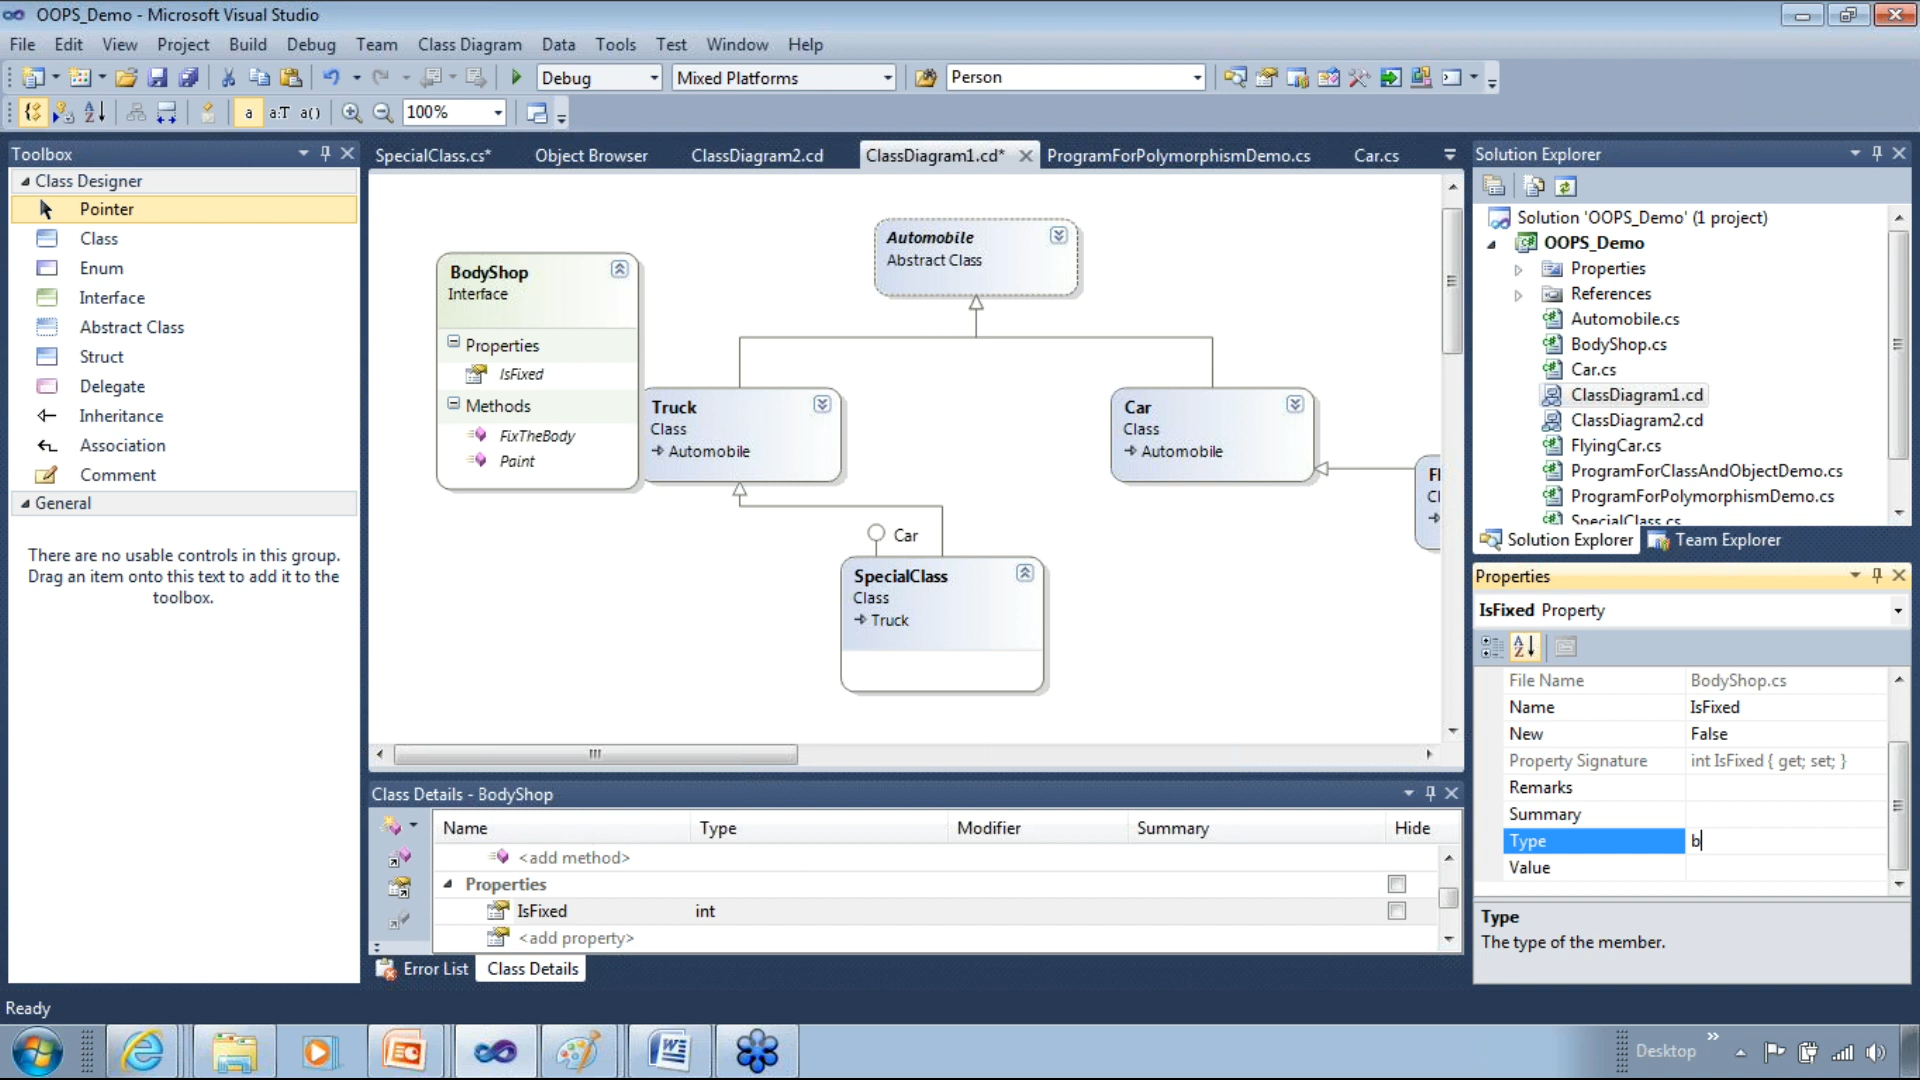 OOPS_Demo - Microsoft Visual Studio
File Edit View Project Build Debug Team Class Diagram Data Tools Test Window Help
Debug Mixed Platforms Person
a a:T a() 100%
Toolbox
Class Designer
Pointer
Class
Enum
Interface
Abstract Class
Struct
Delegate
Inheritance
Association
Comment
General
There are no usable controls in this group.
Drag an item onto this text to add it to the
toolbox.
SpecialClass.cs* Object Browser ClassDiagram2.cd ClassDiagram1.cd* ProgramForPolymorphismDemo.cs Car.cs
Automobile
Abstract Class
BodyShop
Interface
Properties
IsFixed
Methods
FixTheBody
Paint
Truck
Class
Automobile
Car
Class
Automobile
Car
SpecialClass
Class
Truck
Class Details - BodyShop
Name Type Modifier Summary Hide
<add method>
Properties
IsFixed int
<add property>
Error List Class Details
Solution Explorer
Solution 'OOPS_Demo' (1 project)
OOPS_Demo
Properties
References
Automobile.cs
BodyShop.cs
Car.cs
ClassDiagram1.cd
ClassDiagram2.cd
FlyingCar.cs
ProgramForClassAndObjectDemo.cs
ProgramForPolymorphismDemo.cs
SpecialClass.cs
Solution Explorer Team Explorer
Properties
IsFixed Property
File Name BodyShop.cs
Name IsFixed
New False
Property Signature int IsFixed { get; set; }
Remarks
Summary
Type b
Value
Type
The type of the member.
Ready
Desktop